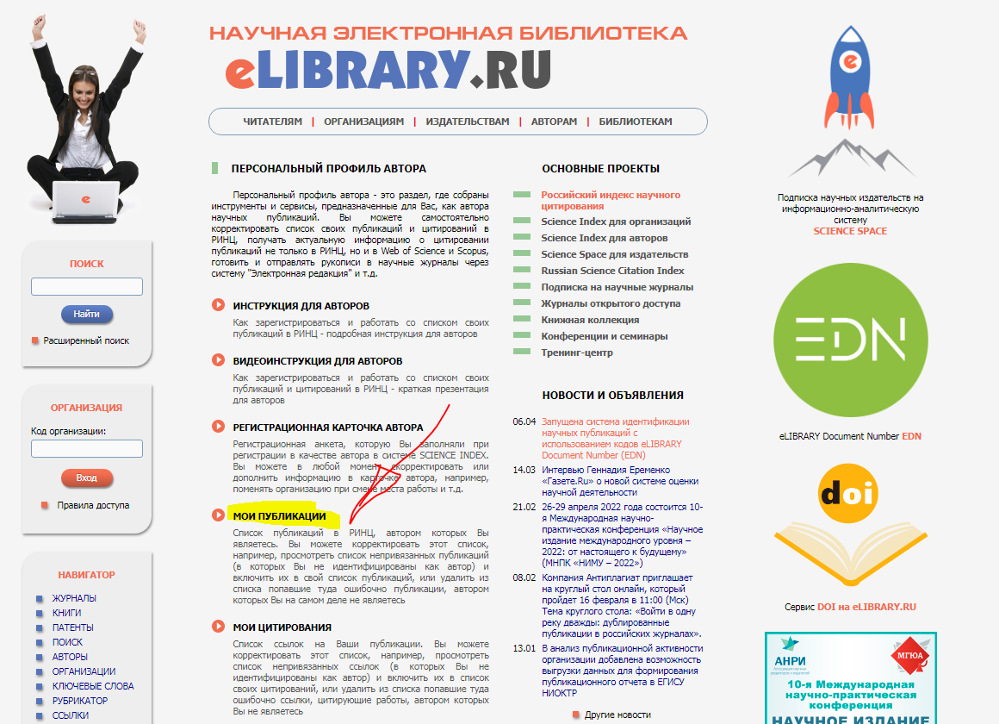 НАУЧНАЯ ЭЛЕКТРОННАЯ БИБЛИОТЕКА
eLIBRARY.RU
ЧИТАТЕЛЯМ | ОРГАНИЗАЦИЯМ | ИЗДАТЕЛЬСТВАМ | АВТОРАМ | БИБЛИОТЕКАМ
e
ПОИСК
Найти
Расширенный поиск
ОРГАНИЗАЦИЯ
Код организации:
Вход
Правила доступа
НАВИГАТОР
ЖУРНАЛЫ
КНИГИ
ПАТЕНТЫ
ПОИСК
АВТОРЫ
ОРГАНИЗАЦИИ
КЛЮЧЕВЫЕ СЛОВА
РУБРИКАТОР
ССЫЛКИ
ПЕРСОНАЛЬНЫЙ ПРОФИЛЬ АВТОРА
Персональный профиль автора - это раздел, где собраны
инструменты и сервисы, предназначенные для Вас, как автора
научных публикаций. Вы можете самостоятельно
корректировать список своих публикаций и цитирований в
РИНЦ, получать актуальную информацию о цитировании
публикаций не только в РИНЦ, но и в Web of Science и Scopus,
готовить и отправлять рукописи в научные журналы через
систему "Электронная редакция" и т.д.
ИНСТРУКЦИЯ ДЛЯ АВТОРОВ
Как зарегистрироваться и работать со списком своих
публикаций в РИНЦ - подробная инструкция для авторов
ВИДЕОИНСТРУКЦИЯ ДЛЯ АВТОРОВ
Как зарегистрироваться и работать со списком своих
публикаций и цитирований в РИНЦ - краткая презентация
для авторов
РЕГИСТРАЦИОННАЯ КАРТОЧКА АВТОРА
Регистрационная анкета, которую Вы заполняли при
регистрации в качестве автора в системе SCIENCE INDEX.
Вы можете в любой момент скорректировать или
дополнить информацию в карточке автора, например,
поменять организацию при смене места работы и т.д.
МОИ ПУБЛИКАЦИИ
Список публикаций в РИНЦ, автором которых Вы
являетесь. Вы можете корректировать этот список,
например, просмотреть список непривязанных публикаций
(в которых Вы не идентифицированы как автор) и
включить их в свой список публикаций, или удалить из
списка попавшие туда ошибочно публикации, автором
которых Вы на самом деле не являетесь
МОИ ЦИТИРОВАНИЯ
Список ссылок на Ваши публикации. Вы можете
корректировать этот список, например, просмотреть
список непривязанных ссылок (в которых Вы не
идентифицированы как автор) и включить их в список
своих цитирований, или удалить из списка попавшие туда
ошибочно ссылки, цитирующие работы, автором которых
Вы не являетесь
ОСНОВНЫЕ ПРОЕКТЫ
Российский индекс научного
цитирования
Science Index для организаций
Science Index для авторов
Science Space для издательств
Russian Science Citation Index
Подписка на научные журналы
Журналы открытого доступа
Книжная коллекция
Конференции и семинары
Тренинг-центр
НОВОСТИ И ОБЪЯВЛЕНИЯ
06.04 Запущена система идентификации
научных публикаций с
использованием кодов eLIBRARY
Document Number (EDN)
14.03 Интервью Геннадия Еременко
«Газете.Ru» о новой системе оценки
научной деятельности
21.02 26-29 апреля 2022 года состоится 10-
я Международная научно-
практическая конференция «Научное
издание международного уровня –
2022: от настоящего к будущему»
(МНПК «НИМУ – 2022»)
08.02 Компания Антиплагиат приглашает
на круглый стол онлайн, который
пройдет 16 февраля в 11:00 (Мск)
Тема круглого стола: «Войти в одну
реку дважды: дублированные
публикации в российских журналах».
13.01 В анализ публикационной активности
организации добавлена возможность
выгрузки данных для формирования
публикационного отчета в ЕГИСУ
НИОКТР
Другие новости
e
Подписка научных издательств на
информационно-аналитическую
систему
SCIENCE SPACE
EDN
eLIBRARY Document Number EDN
doi
Сервис DOI на eLIBRARY.RU
АНРИ
МГЮА
10-я Международная
научно-практическая
конференция
НАУЧНОЕ ИЗДАНИЕ